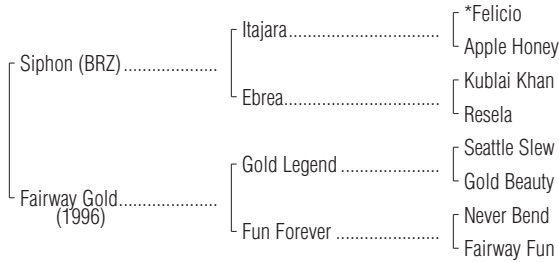 *Felicio
Itajara
Apple Honey
Siphon (BRZ)
Kublai Khan
Ebrea
Resela
Seattle Slew
Gold Legend
Gold Beauty
Fairway Gold
(1996)
Never Bend
Fun Forever
Fairway Fun